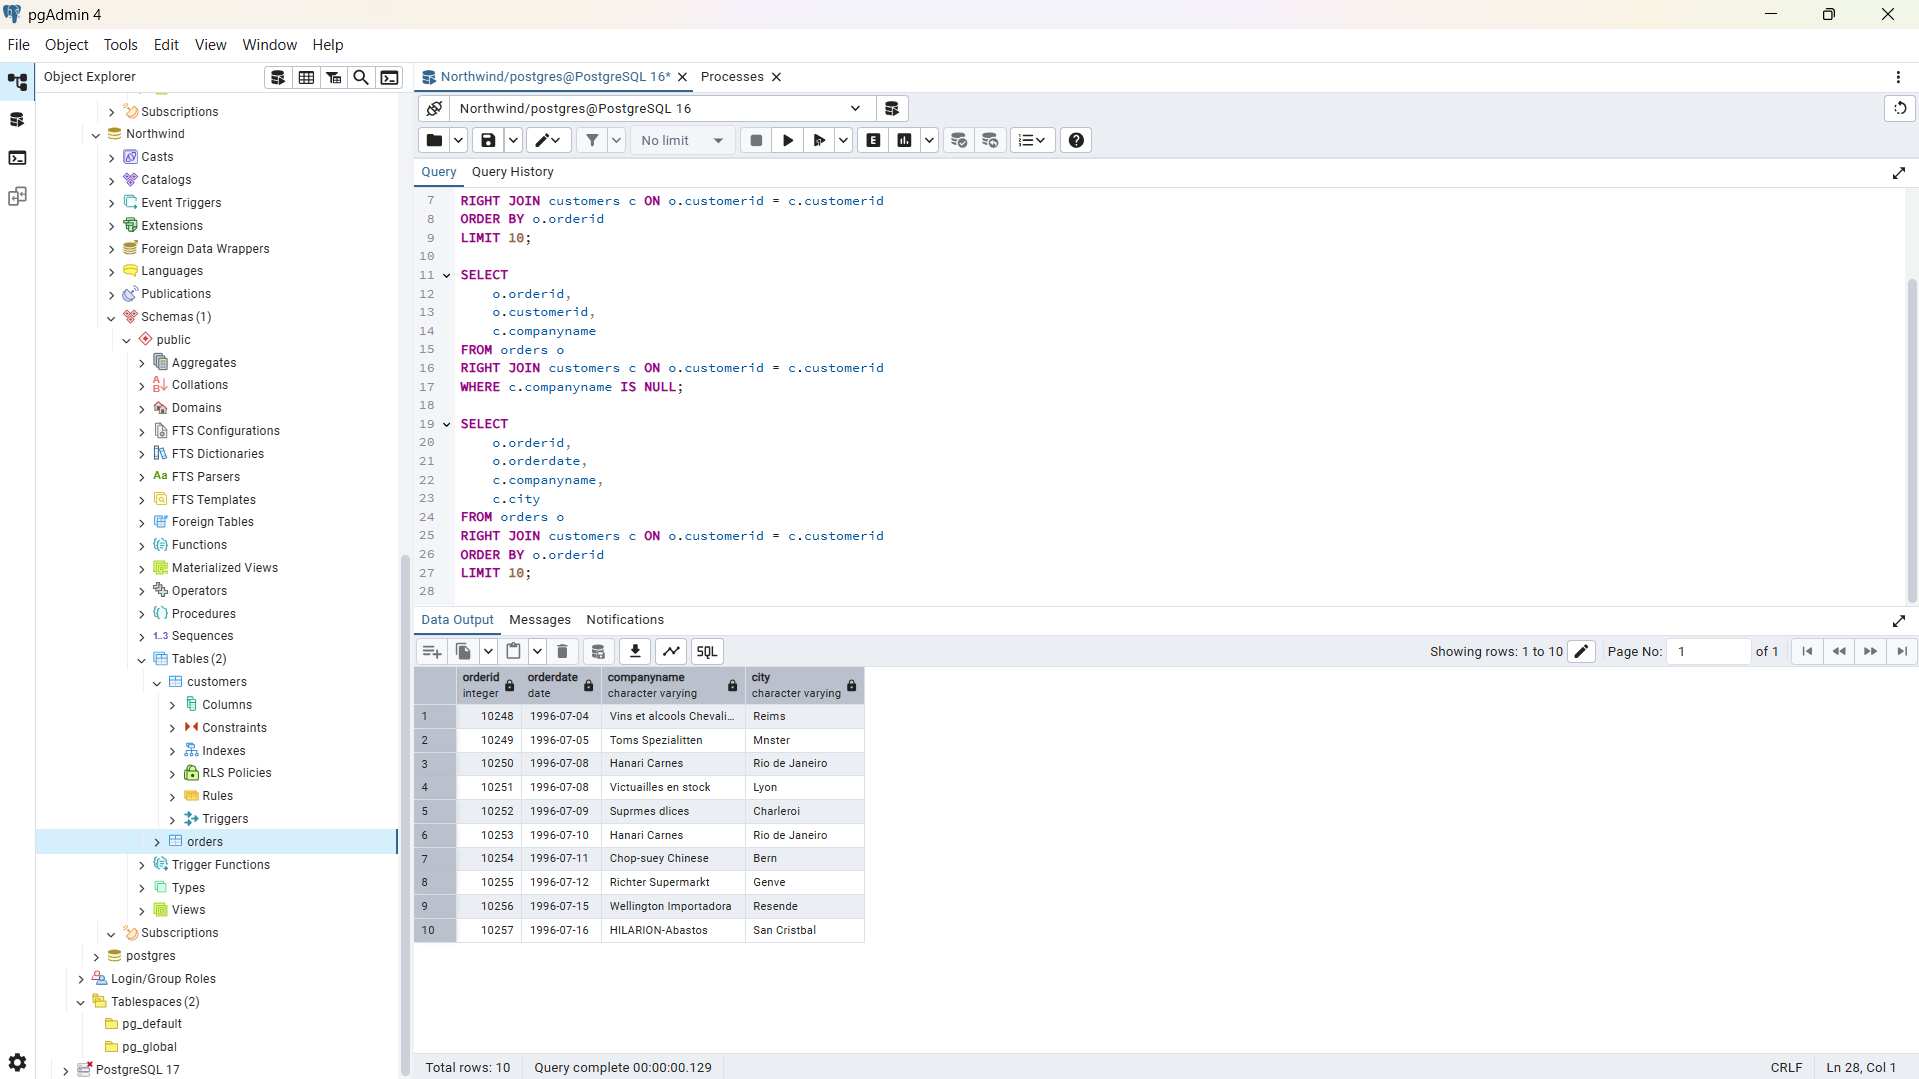 pgAdmin 4
File Object Tools Edit View Window Help
Object Explorer
Northwind/postgres@PostgreSQL 16* Processes
Northwind/postgres@PostgreSQL 16
No limit
Query Query History
Subscriptions
Northwind
Casts
Catalogs
Event Triggers
Extensions
Foreign Data Wrappers
Languages
Publications
Schemas (1)
public
Aggregates
Collations
Domains
FTS Configurations
FTS Dictionaries
FTS Parsers
FTS Templates
Foreign Tables
Functions
Materialized Views
Operators
Procedures
1..3 Sequences
Tables (2)
customers
Columns
Constraints
Indexes
RLS Policies
Rules
Triggers
orders
Trigger Functions
Types
Views
Subscriptions
postgres
Login/Group Roles
Tablespaces (2)
pg_default
pg_global
PostgreSQL 17
7 RIGHT JOIN customers c ON o.customerid = c.customerid
8 ORDER BY o.orderid
9 LIMIT 10;
10
11 SELECT
12 o.orderid,
13 o.customerid,
14 c.companyname
15 FROM orders o
16 RIGHT JOIN customers c ON o.customerid = c.customerid
17 WHERE c.companyname IS NULL;
18
19 SELECT
20 o.orderid,
21 o.orderdate,
22 c.companyname,
23 c.city
24 FROM orders o
25 RIGHT JOIN customers c ON o.customerid = c.customerid
26 ORDER BY o.orderid
27 LIMIT 10;
28
Data Output Messages Notifications
SQL Showing rows: 1 to 10 Page No: 1 of 1
orderid orderdate companyname city
integer date character varying character varying
1 10248 1996-07-04 Vins et alcools Chevali... Reims
2 10249 1996-07-05 Toms Spezialitten Mnster
3 10250 1996-07-08 Hanari Carnes Rio de Janeiro
4 10251 1996-07-08 Victuailles en stock Lyon
5 10252 1996-07-09 Suprmes dlices Charleroi
6 10253 1996-07-10 Hanari Carnes Rio de Janeiro
7 10254 1996-07-11 Chop-suey Chinese Bern
8 10255 1996-07-12 Richter Supermarkt Genve
9 10256 1996-07-15 Wellington Importadora Resende
10 10257 1996-07-16 HILARION-Abastos San Cristbal
Total rows: 10 Query complete 00:00:00.129 CRLF Ln 28, Col 1